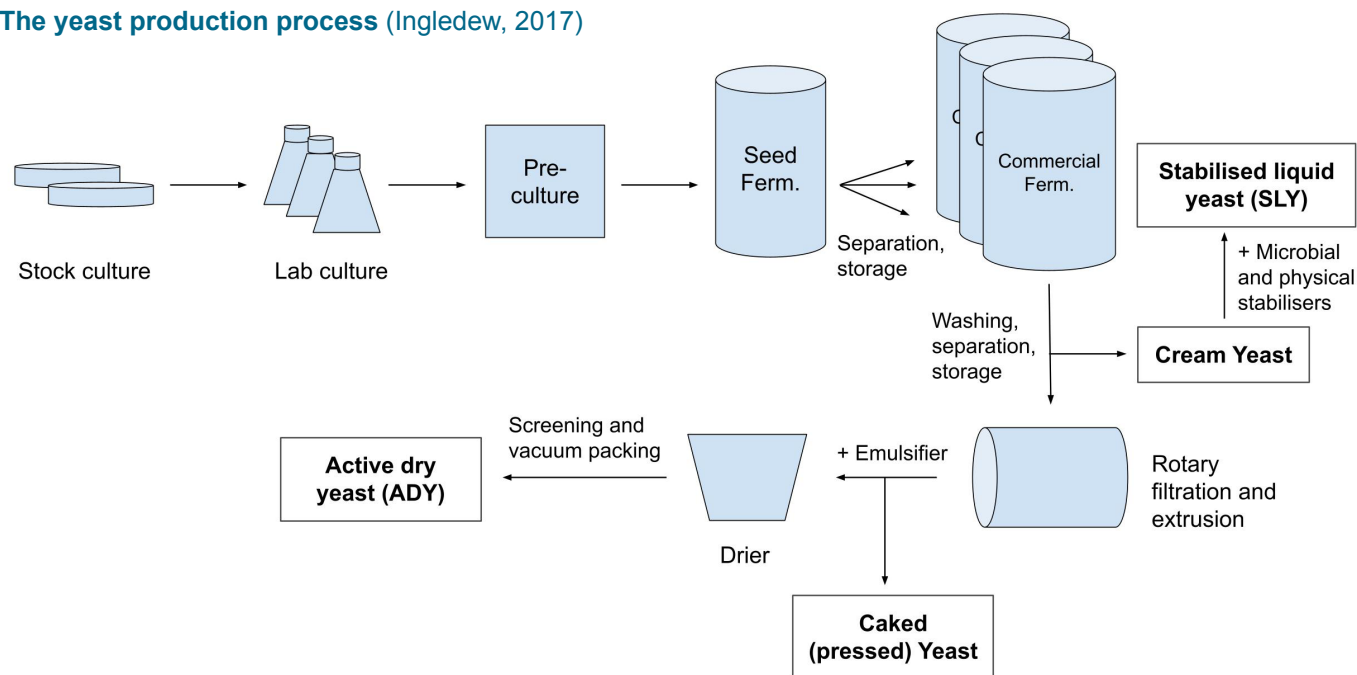 The yeast production process (Ingledew, 2017)
Stock culture
Lab culture
Pre-
culture
Seed
Ferm.
Separation,
storage
C
C
Commercial
Ferm.
Stabilised liquid
yeast (SLY)
+ Microbial
and physical
stabilisers
Washing,
separation,
storage
Cream Yeast
Rotary
filtration and
extrusion
+ Emulsifier
Drier
Screening and
vacuum packing
Active dry
yeast (ADY)
Caked
(pressed) Yeast